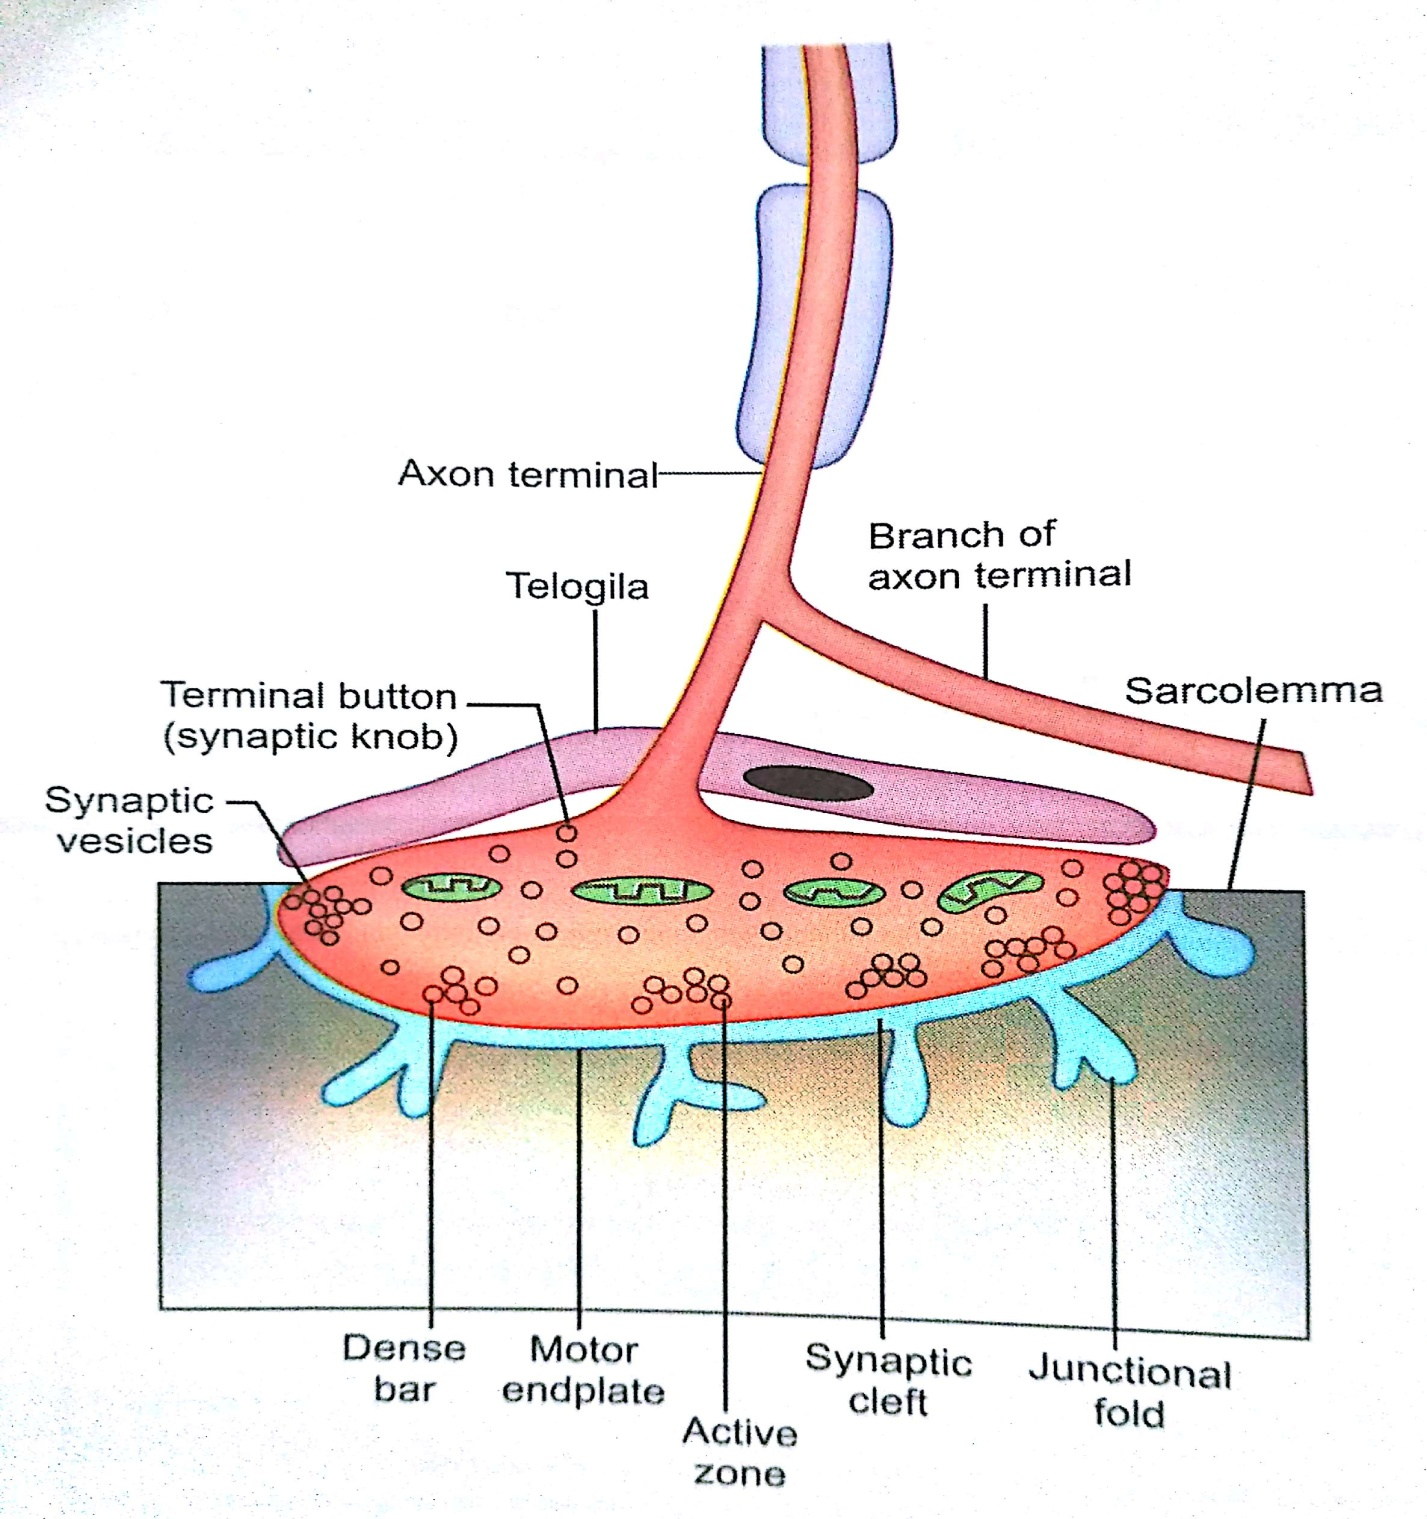 Axon terminal
Branch of
axon terminal
Telogila
Sarcolemma
Terminal button
(synaptic knob)
Synaptic
vesicles
Dense
bar
Motor
endplate
Active
zone
Synaptic
cleft
Junctional
fold